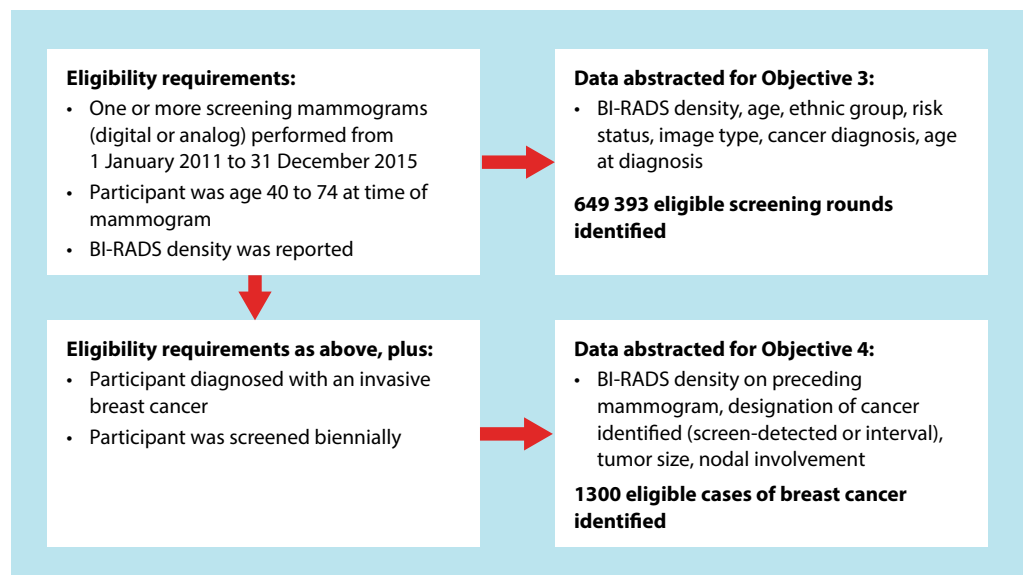 Eligibility requirements:
• One or more screening mammograms
(digital or analog) performed from
1 January 2011 to 31 December 2015
• Participant was age 40 to 74 at time of
mammogram
• BI-RADS density was reported
Data abstracted for Objective 3:
• BI-RADS density, age, ethnic group, risk
status, image type, cancer diagnosis, age
at diagnosis
649 393 eligible screening rounds
identified
Eligibility requirements as above, plus:
• Participant diagnosed with an invasive
breast cancer
• Participant was screened biennially
Data abstracted for Objective 4:
• BI-RADS density on preceding
mammogram, designation of cancer
identified (screen-detected or interval),
tumor size, nodal involvement
1300 eligible cases of breast cancer
identified